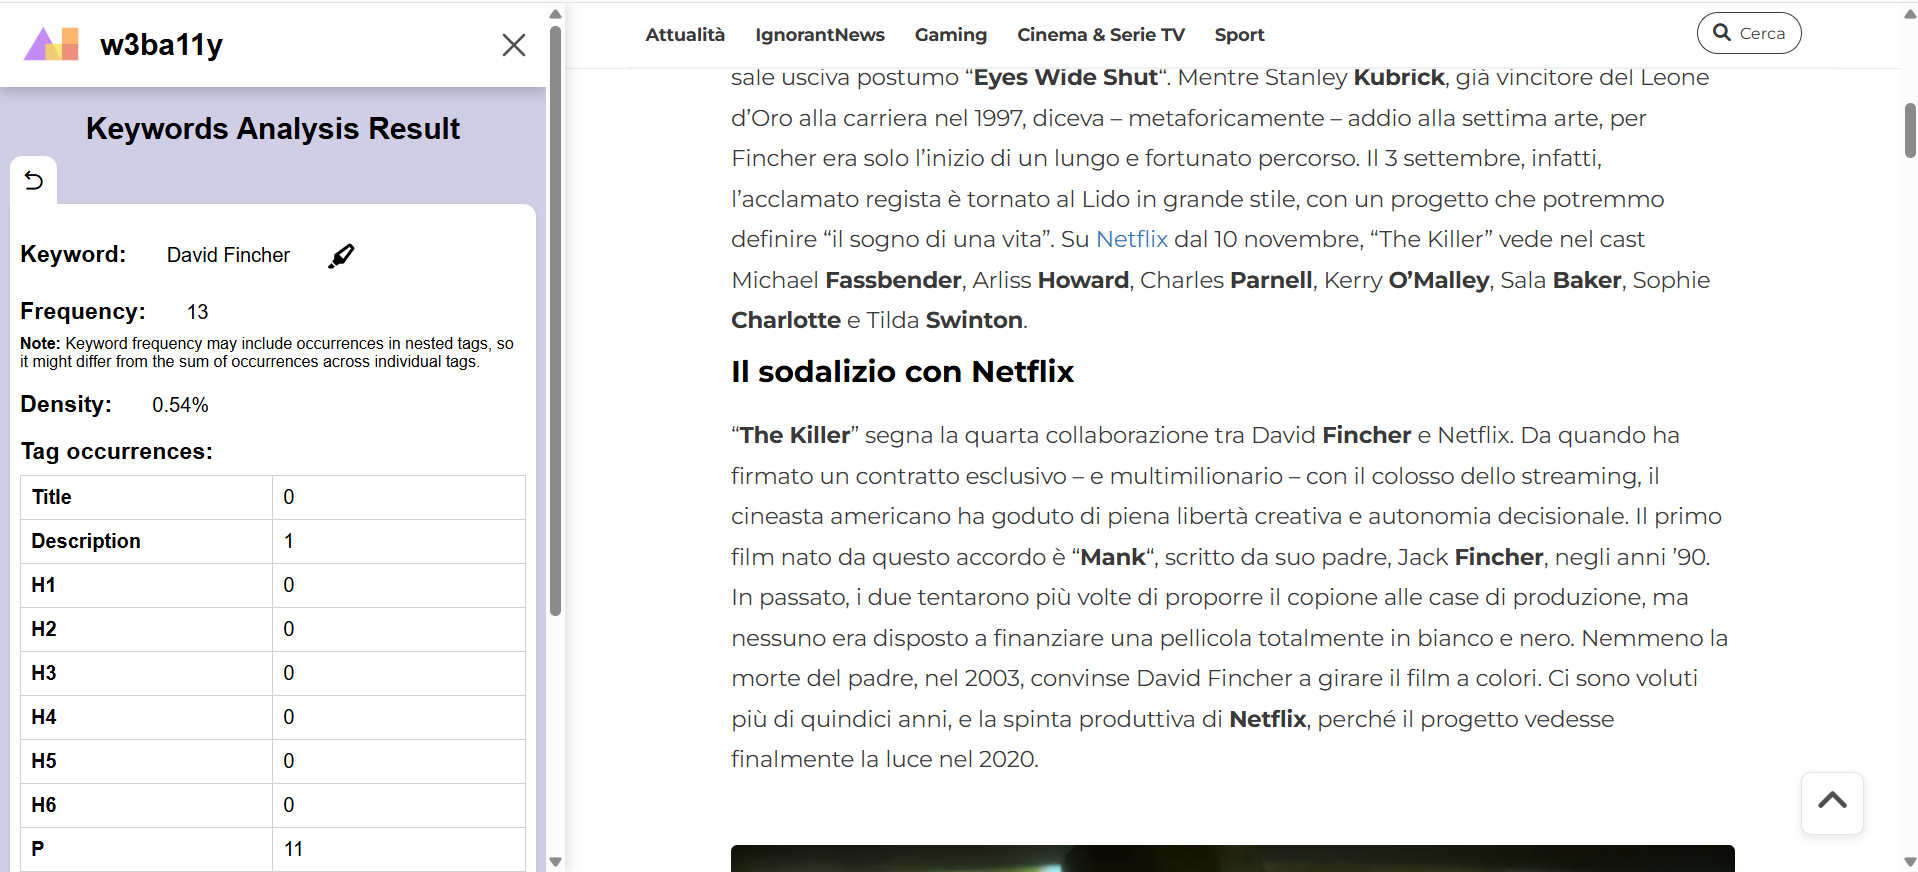 w3ba11y
Keywords Analysis Result
Keyword: David Fincher
Frequency: 13
Note: Keyword frequency may include occurrences in nested tags, so
it might differ from the sum of occurrences across individual tags.
Density: 0.54%
Tag occurrences:
Title 0
Description 1
H1 0
H2 0
H3 0
H4 0
H5 0
H6 0
P 11
Attualità IgnorantNews Gaming Cinema & Serie TV Sport Cerca
sale usciva postumo “Eyes Wide Shut“. Mentre Stanley Kubrick, già vincitore del Leone
d’Oro alla carriera nel 1997, diceva – metaforicamente – addio alla settima arte, per
Fincher era solo l’inizio di un lungo e fortunato percorso. Il 3 settembre, infatti,
l’acclamato regista è tornato al Lido in grande stile, con un progetto che potremmo
definire “il sogno di una vita”. Su Netflix dal 10 novembre, “The Killer” vede nel cast
Michael Fassbender, Arliss Howard, Charles Parnell, Kerry O’Malley, Sala Baker, Sophie
Charlotte e Tilda Swinton.
Il sodalizio con Netflix
“The Killer” segna la quarta collaborazione tra David Fincher e Netflix. Da quando ha
firmato un contratto esclusivo – e multimilionario – con il colosso dello streaming, il
cineasta americano ha goduto di piena libertà creativa e autonomia decisionale. Il primo
film nato da questo accordo è “Mank“, scritto da suo padre, Jack Fincher, negli anni ’90.
In passato, i due tentarono più volte di proporre il copione alle case di produzione, ma
nessuno era disposto a finanziare una pellicola totalmente in bianco e nero. Nemmeno la
morte del padre, nel 2003, convinse David Fincher a girare il film a colori. Ci sono voluti
più di quindici anni, e la spinta produttiva di Netflix, perché il progetto vedesse
finalmente la luce nel 2020.